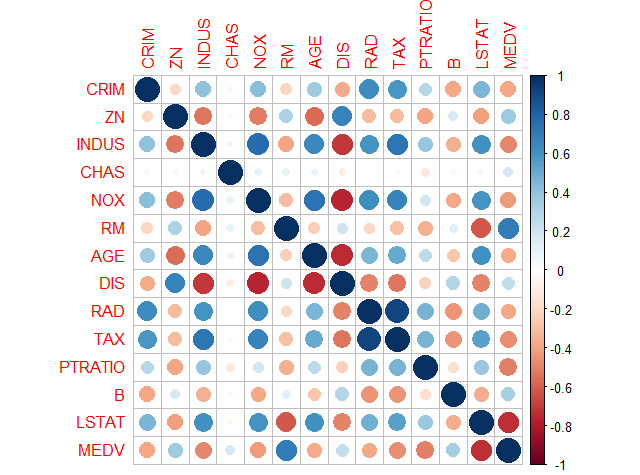 CRIM ZN INDUS CHAS NOX RM AGE DIS RAD TAX PTRATIO B LSTAT MEDV
CRIM
ZN
INDUS
CHAS
NOX
RM
AGE
DIS
RAD
TAX
PTRATIO
B
LSTAT
MEDV
1
0.8
0.6
0.4
0.2
0
-0.2
-0.4
-0.6
-0.8
-1